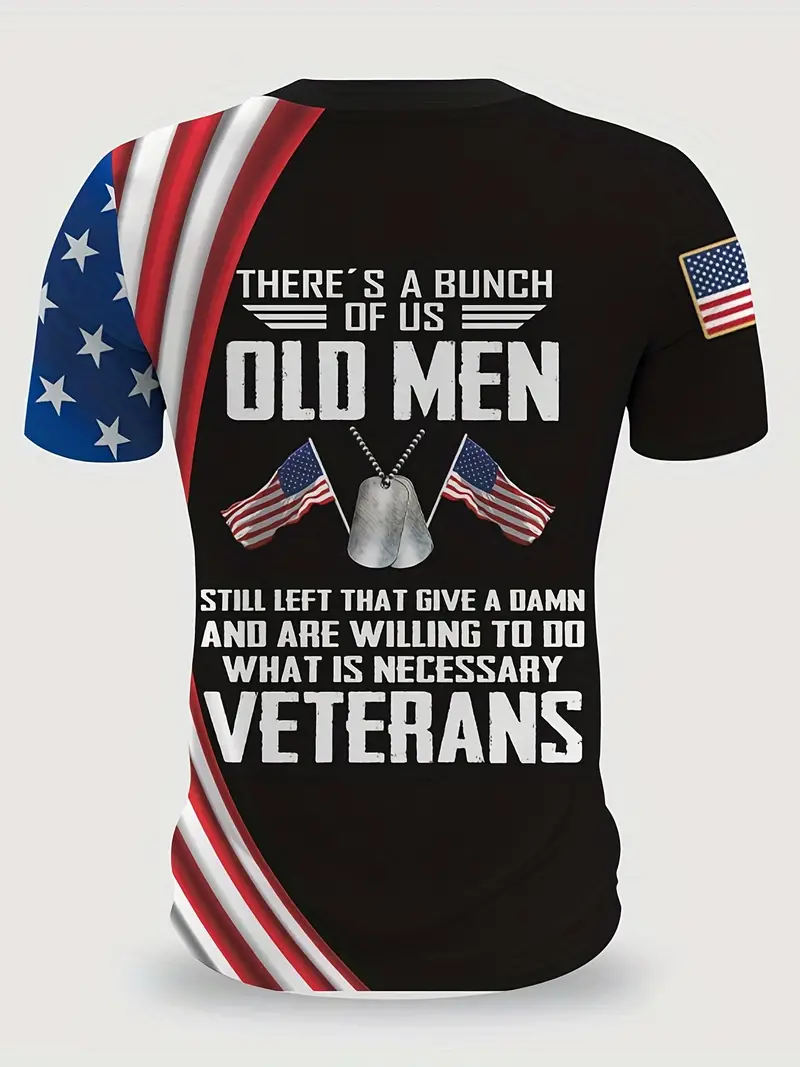 THERE´S A BUNCH
OF US
OLD MEN
STILL LEFT THAT GIVE A DAMN
AND ARE WILLING TO DO
WHAT IS NECESSARY
VETERANS